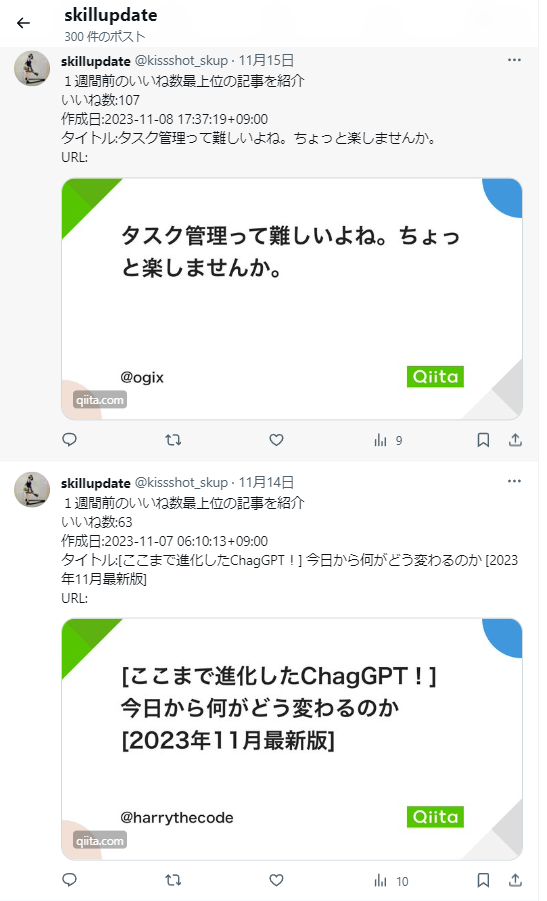 skillupdate
300 件のポスト
skillupdate @kissshot_skup · 11月15日
１週間前のいいね数最上位の記事を紹介
いいね数:107
作成日:2023-11-08 17:37:19+09:00
タイトル:タスク管理って難しいよね。ちょっと楽しませんか。
URL:
タスク管理って難しいよね。ちょっ
と楽しませんか。
@ogix
Qiita
qiita.com
9
skillupdate @kissshot_skup · 11月14日
１週間前のいいね数最上位の記事を紹介
いいね数:63
作成日:2023-11-07 06:10:13+09:00
タイトル:[ここまで進化したChagGPT！] 今日から何がどう変わるのか [2023
年11月最新版]
URL:
[ここまで進化したChagGPT！]
今日から何がどう変わるのか
[2023年11月最新版]
@harrythecode
Qiita
qiita.com
10